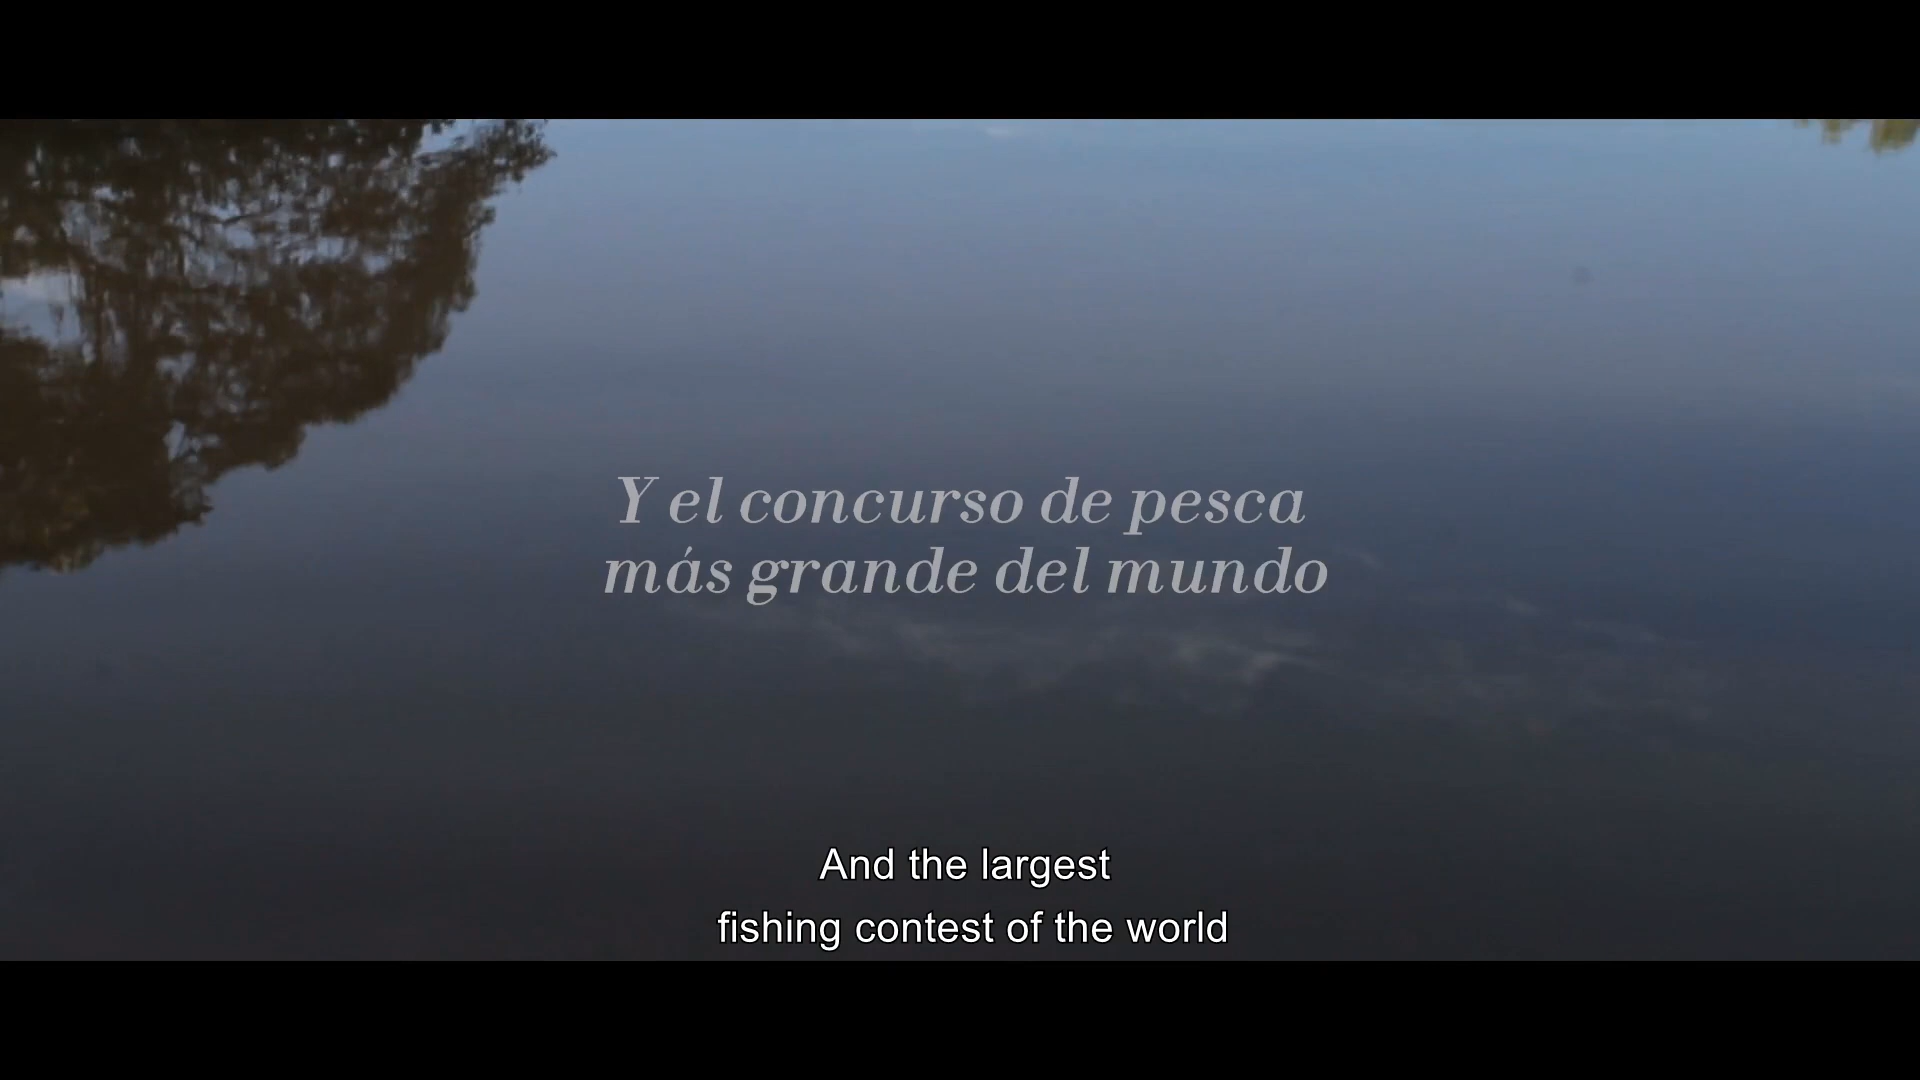 Y el concurso de pesca
más grande del mundo
And the largest
fishing contest of the world